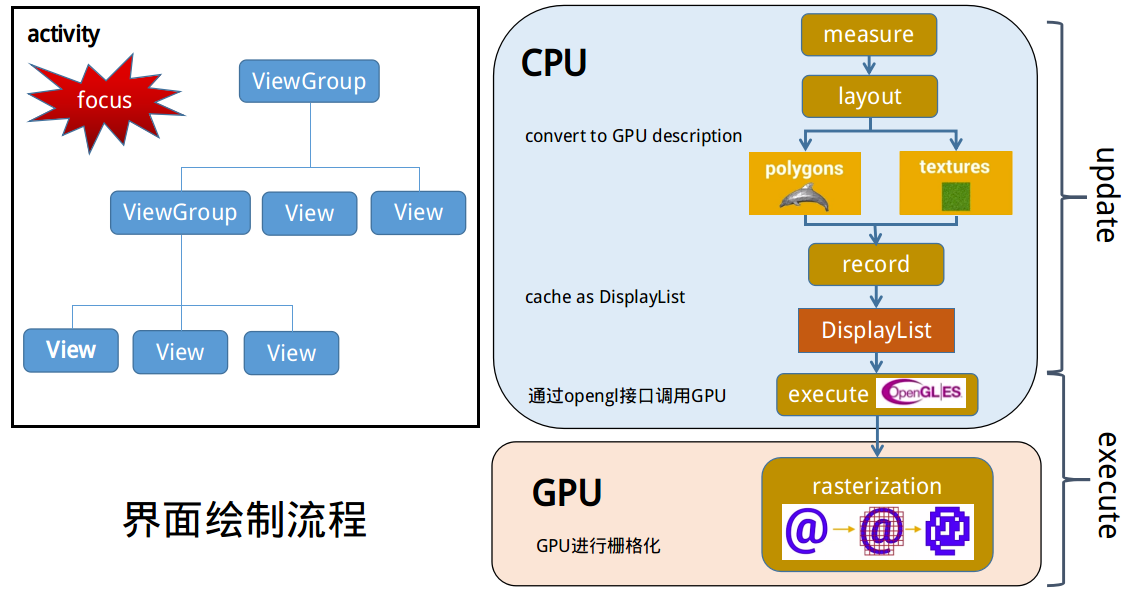 activity
focus
ViewGroup
ViewGroup
View
View
View
View
View
界面绘制流程
CPU
measure
layout
convert to GPU description
polygons
textures
record
cache as DisplayList
DisplayList
通过opengl接口调用GPU
execute
OpenGL|ES.
GPU
rasterization
@
@
@
GPU进行栅格化
update
execute